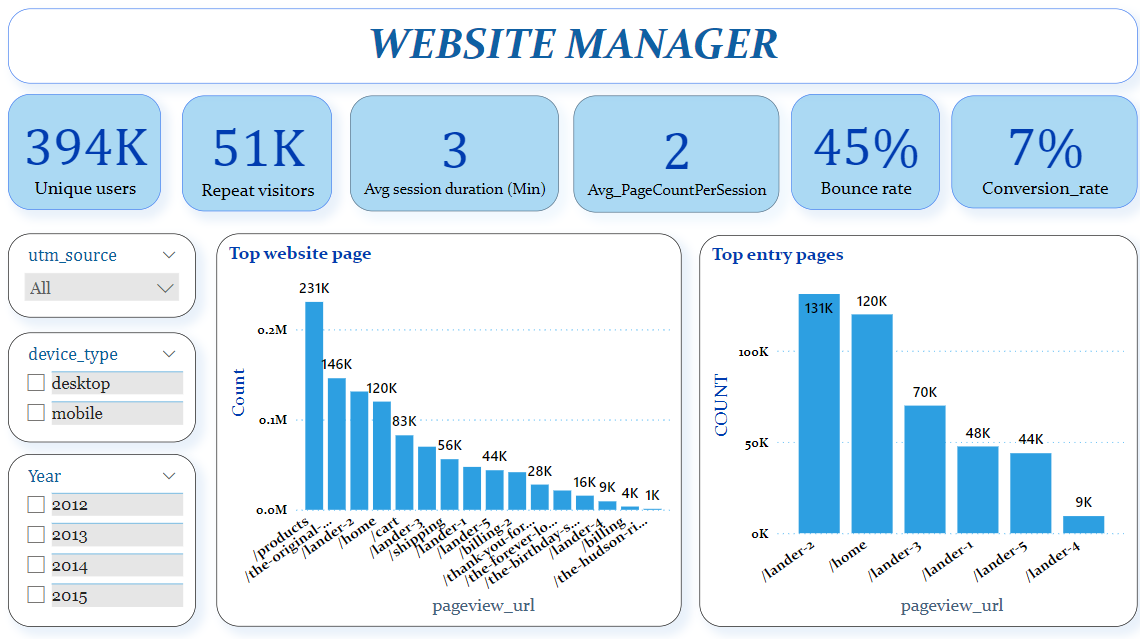 WEBSITE MANAGER
394K
Unique users
51K
Repeat visitors
3
Avg session duration (Min)
2
Avg_PageCountPerSession
45%
Bounce rate
7%
Conversion_rate
utm_source
All
device_type
desktop
mobile
Year
2012
2013
2014
2015
Top website page
Count
0.2M
0.1M
0.0M
231K
146K
120K
83K
56K
44K
28K
16K
9K
4K
1K
/products
/the-original-...
/lander-2
/home
/cart
/lander-3
/shipping
/lander-1
/lander-5
/billing-2
/thank-you-for...
/the-forever-lo...
/the-birthday-s...
/lander-4
/billing
/the-hudson-ri...
pageview_url
Top entry pages
COUNT
100K
50K
0K
131K
120K
70K
48K
44K
9K
/lander-2
/home
/lander-3
/lander-1
/lander-5
/lander-4
pageview_url